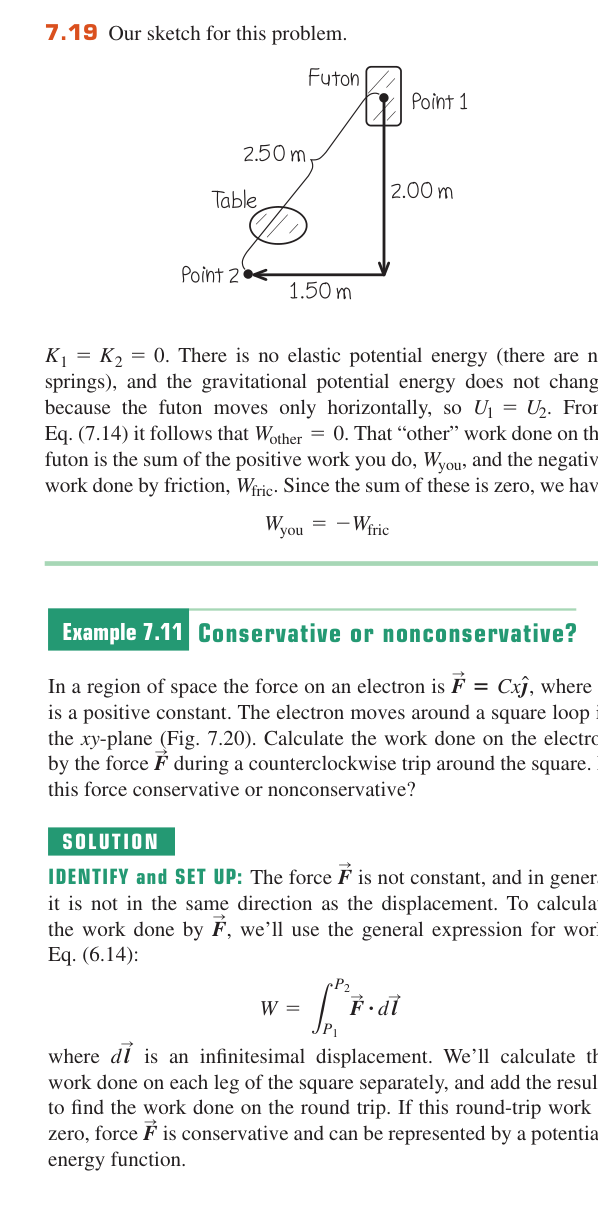 7.19 Our sketch for this problem.
Futon
Point 1
2.50 m
2.00 m
Table
Point 2
1.50 m
K₁ = K₂ = 0. There is no elastic potential energy (there are n
springs), and the gravitational potential energy does not chang
because the futon moves only horizontally, so U₁ = U₂. From
Eq. (7.14) it follows that W_other = 0. That “other” work done on th
futon is the sum of the positive work you do, W_you, and the negativ
work done by friction, W_fric. Since the sum of these is zero, we hav
W_you = −W_fric
Example 7.11 Conservative or nonconservative?
In a region of space the force on an electron is F⃗ = Cxĵ, where
is a positive constant. The electron moves around a square loop i
the xy-plane (Fig. 7.20). Calculate the work done on the electro
by the force F⃗ during a counterclockwise trip around the square.
this force conservative or nonconservative?
SOLUTION
IDENTIFY and SET UP: The force F⃗ is not constant, and in gener
it is not in the same direction as the displacement. To calculat
the work done by F⃗, we’ll use the general expression for wor
Eq. (6.14):
W = ∫_{P₁}^{P₂} F⃗ · dl⃗
where dl⃗ is an infinitesimal displacement. We’ll calculate th
work done on each leg of the square separately, and add the resul
to find the work done on the round trip. If this round-trip work
zero, force F⃗ is conservative and can be represented by a potentia
energy function.